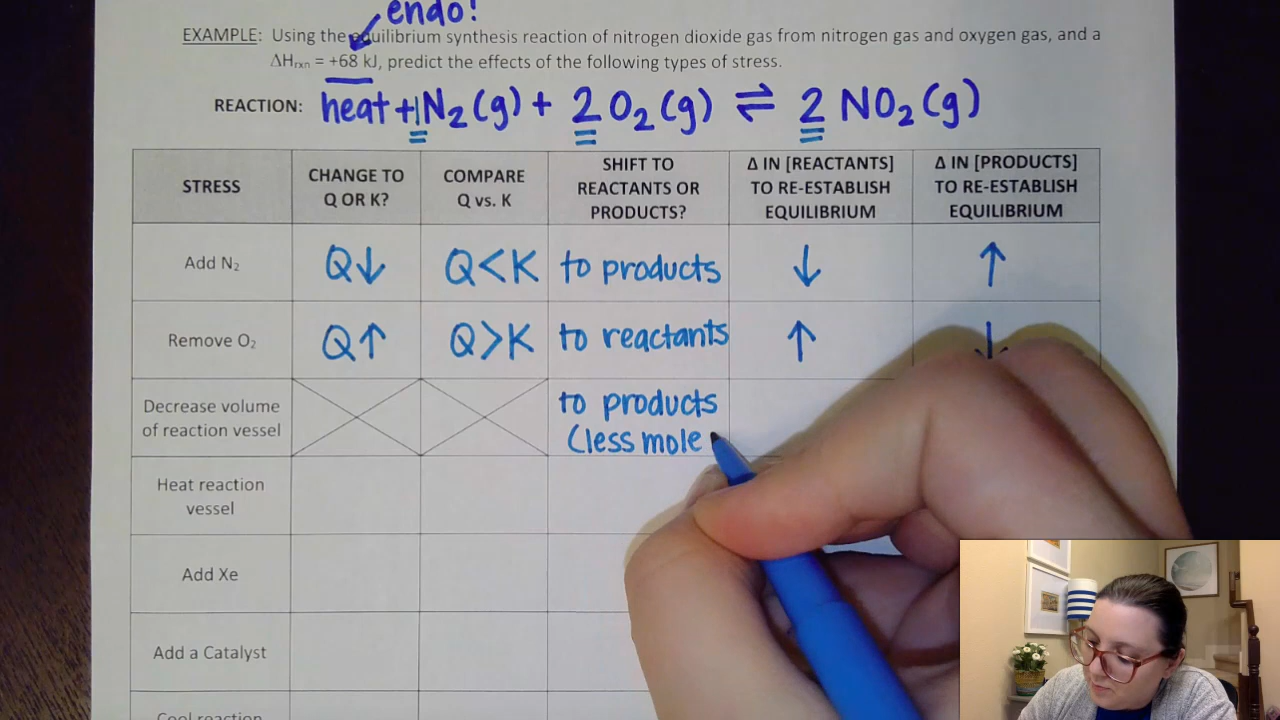 endo!
EXAMPLE: Using the equilibrium synthesis reaction of nitrogen dioxide gas from nitrogen gas and oxygen gas, and a
ΔHrxn = +68 kJ, predict the effects of the following types of stress.
REACTION: heat + 1 N₂(g) + 2 O₂(g) ⇌ 2 NO₂(g)
STRESS
CHANGE TO
Q OR K?
COMPARE
Q vs. K
SHIFT TO
REACTANTS OR
PRODUCTS?
Δ IN [REACTANTS]
TO RE-ESTABLISH
EQUILIBRIUM
Δ IN [PRODUCTS]
TO RE-ESTABLISH
EQUILIBRIUM
Add N₂ Q↓ Q<K to products ↓ ↑
Remove O₂ Q↑ Q>K to reactants ↑ ↓
Decrease volume
of reaction vessel
to products
(less mole
Heat reaction
vessel
Add Xe
Add a Catalyst
Cool reaction